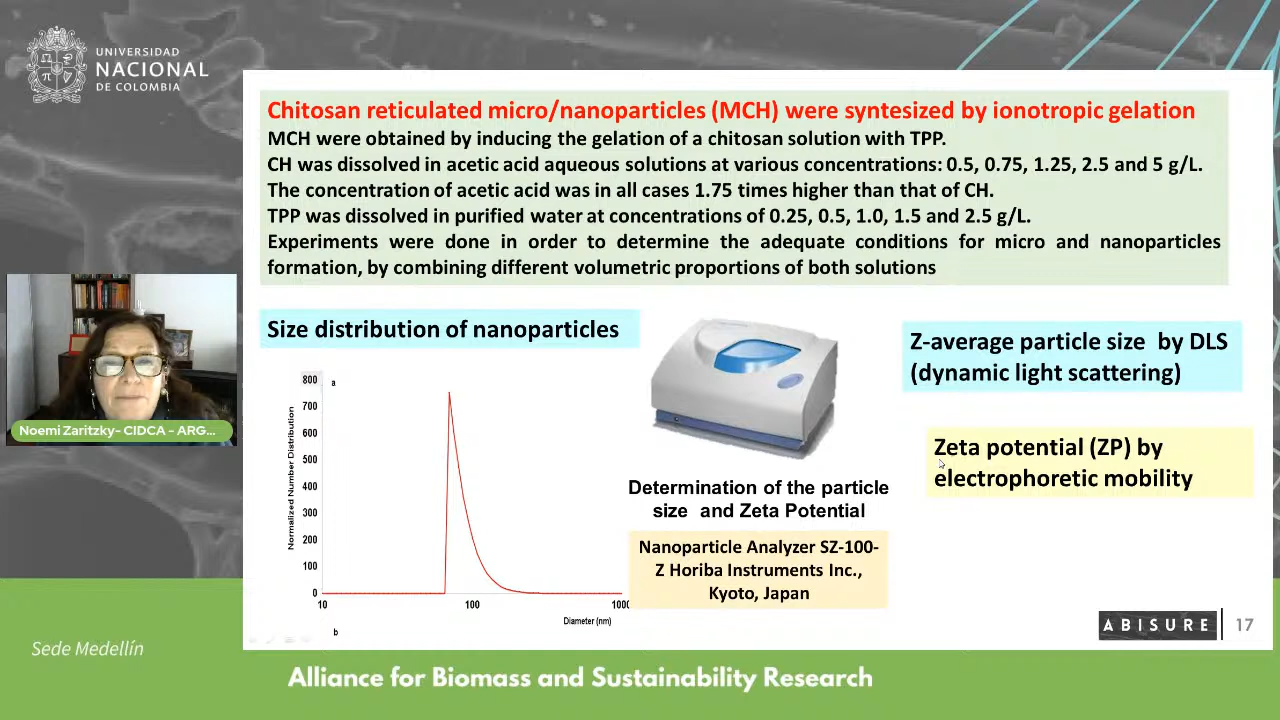 UNIVERSIDAD
NACIONAL
DE COLOMBIA
Chitosan reticulated micro/nanoparticles (MCH) were syntesized by ionotropic gelation
MCH were obtained by inducing the gelation of a chitosan solution with TPP.
CH was dissolved in acetic acid aqueous solutions at various concentrations: 0.5, 0.75, 1.25, 2.5 and 5 g/L.
The concentration of acetic acid was in all cases 1.75 times higher than that of CH.
TPP was dissolved in purified water at concentrations of 0.25, 0.5, 1.0, 1.5 and 2.5 g/L.
Experiments were done in order to determine the adequate conditions for micro and nanoparticles
formation, by combining different volumetric proportions of both solutions
Size distribution of nanoparticles
a
Normalized Number Distribution
800
700
600
500
400
300
200
100
0
10
100
1000
Diameter (nm)
b
Determination of the particle
size and Zeta Potential
Nanoparticle Analyzer SZ-100-
Z Horiba Instruments Inc.,
Kyoto, Japan
Z-average particle size by DLS
(dynamic light scattering)
Zeta potential (ZP) by
electrophoretic mobility
Noemi Zaritzky- CIDCA - ARG...
ABISURE
17
Sede Medellín
Alliance for Biomass and Sustainability Research